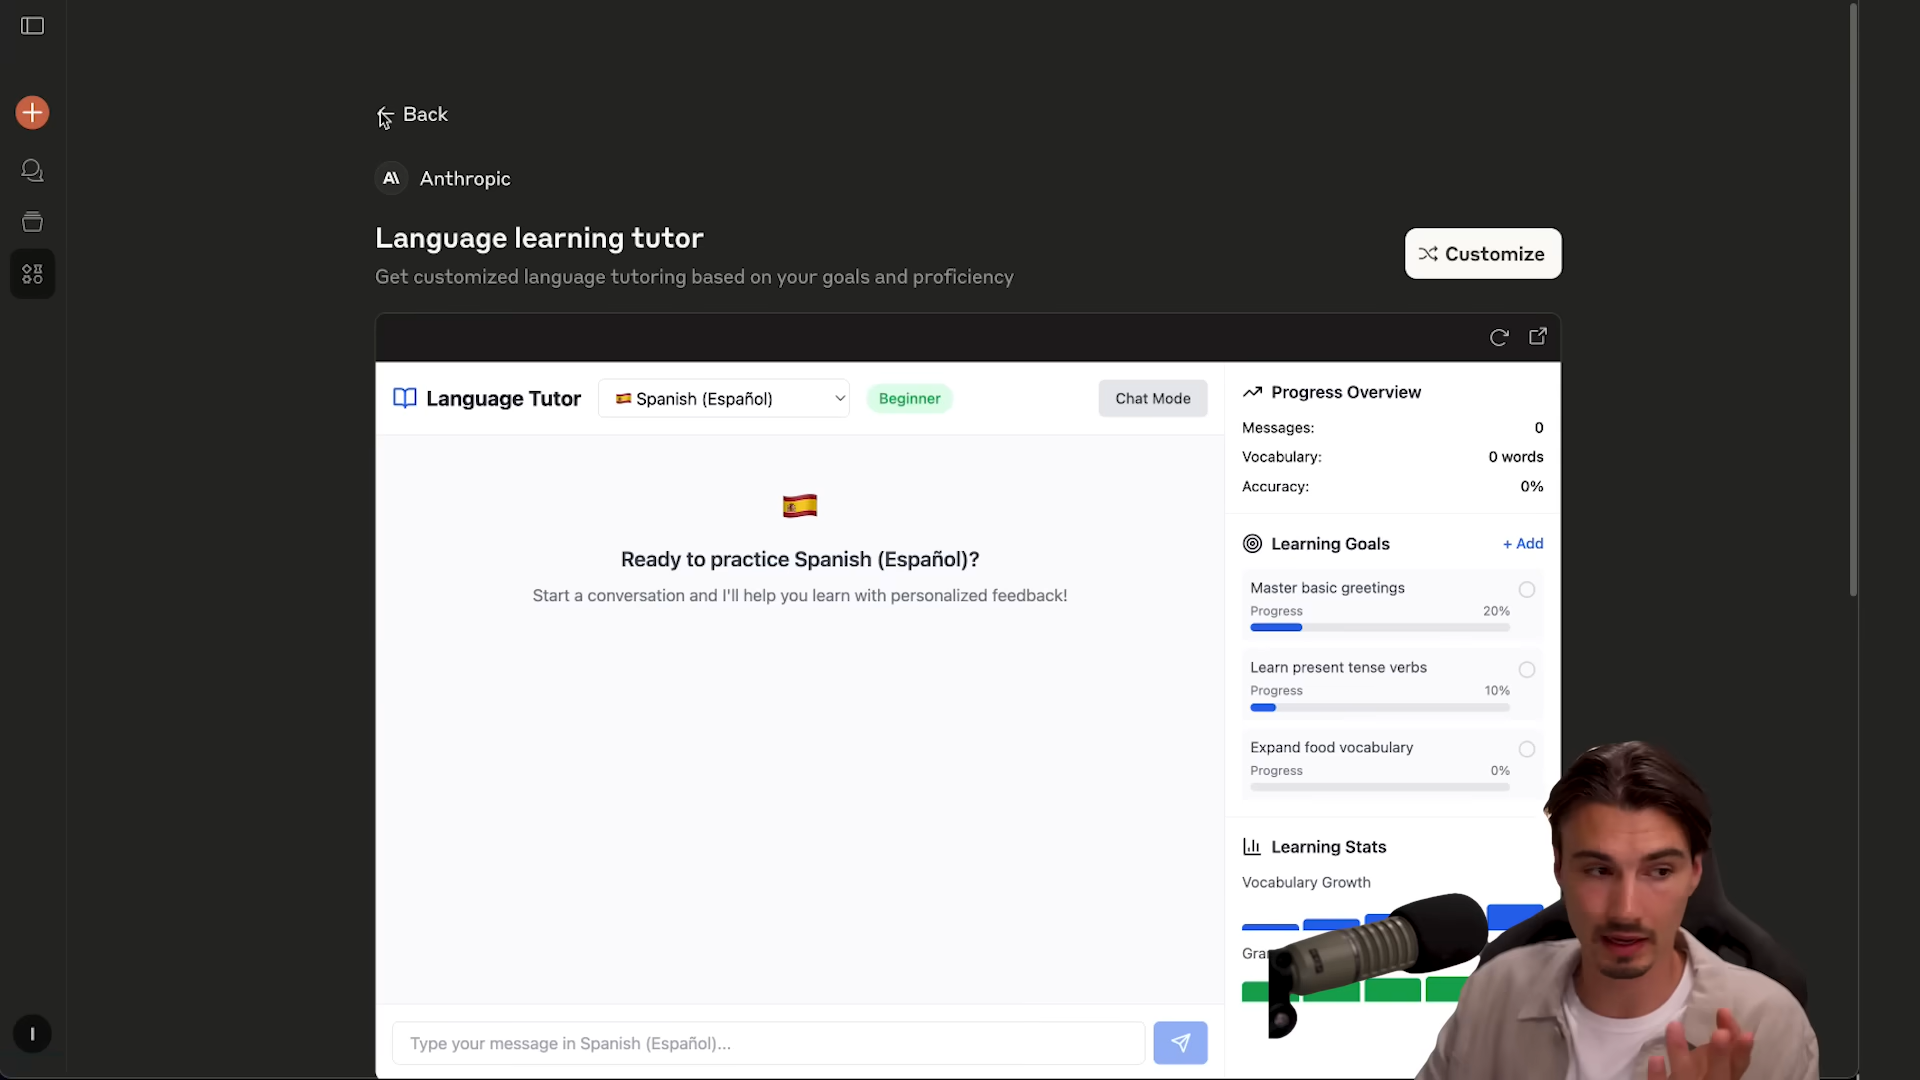 Back
Anthropic
Language learning tutor
Get customized language tutoring based on your goals and proficiency
Customize
Language Tutor
Spanish (Español)
Beginner
Chat Mode
Ready to practice Spanish (Español)?
Start a conversation and I'll help you learn with personalized feedback!
Type your message in Spanish (Español)...
Progress Overview
Messages: 0
Vocabulary: 0 words
Accuracy: 0%
Learning Goals + Add
Master basic greetings
Progress 20%
Learn present tense verbs
Progress 10%
Expand food vocabulary
Progress 0%
Learning Stats
Vocabulary Growth
I